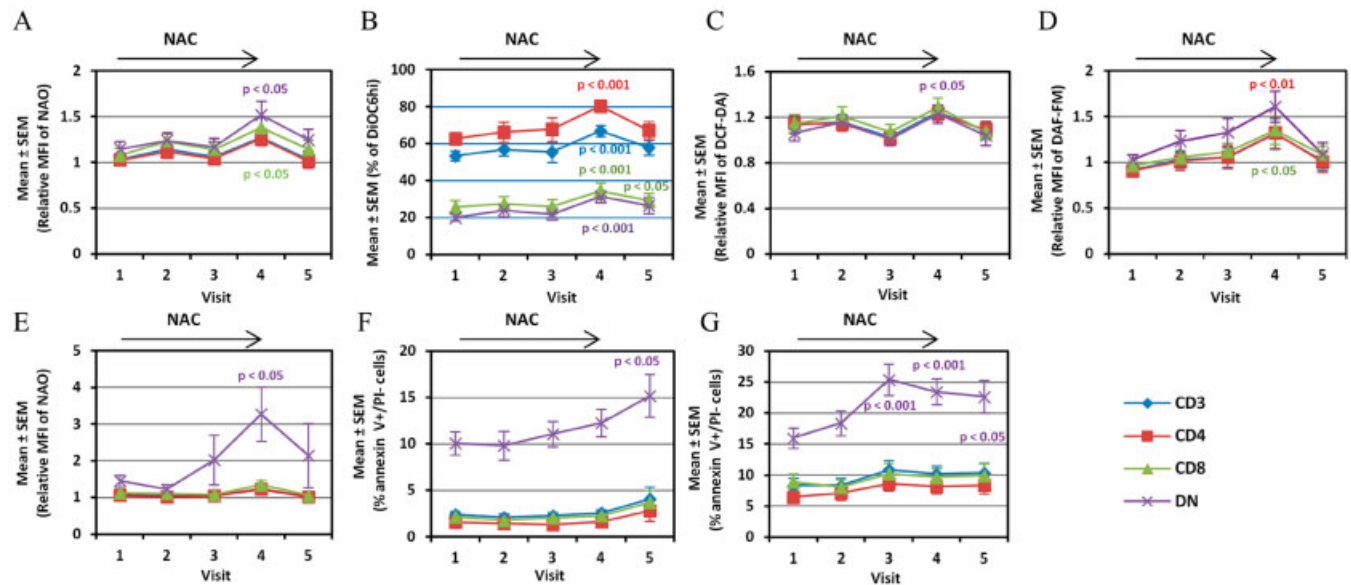 A
NAC
Mean ± SEM
(Relative MFI of NAO)
2
1.5
1
0.5
0
p < 0.05
p < 0.05
1 2 3 4 5
Visit
B
NAC
Mean ± SEM (% of DiOC6hi)
100
80
60
40
20
0
p < 0.001
p < 0.001
p < 0.001
p < 0.05
p < 0.001
1 2 3 4 5
Visit
C
NAC
Mean ± SEM
(Relative MFI of DCF-DA)
1.6
1.2
0.8
0.4
0
p < 0.05
1 2 3 4 5
Visit
D
NAC
Mean ± SEM
(Relative MFI of DAF-FM)
2
1.5
1
0.5
0
p < 0.01
p < 0.05
1 2 3 4 5
Visit
E
NAC
Mean ± SEM
(Relative MFI of NAO)
5
4
3
2
1
0
p < 0.05
1 2 3 4 5
Visit
F
NAC
Mean ± SEM
(% annexin V+/PI- cells)
20
15
10
5
0
p < 0.05
1 2 3 4 5
Visit
G
NAC
Mean ± SEM
(% annexin V+/PI- cells)
30
25
20
15
10
5
0
p < 0.001
p < 0.001
p < 0.05
1 2 3 4 5
Visit
CD3
CD4
CD8
DN